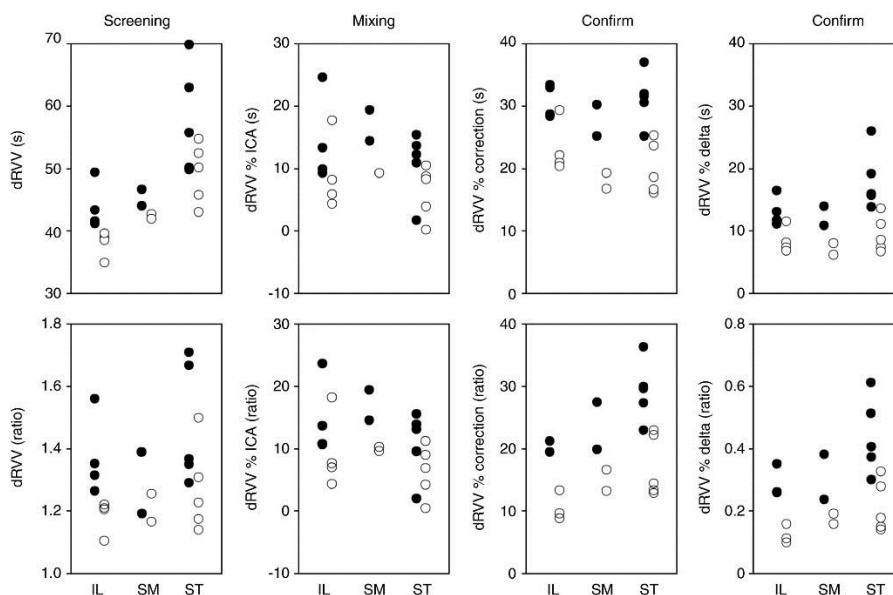 Screening
Mixing
Confirm
Confirm
dRVV (s)
70
60
50
40
30
dRVV % ICA (s)
30
20
10
0
-10
dRVV % correction (s)
40
30
20
10
0
dRVV % delta (s)
40
30
20
10
0
dRVV (ratio)
1.8
1.6
1.4
1.2
1.0
IL SM ST
dRVV % ICA (ratio)
30
20
10
0
-10
IL SM ST
dRVV % correction (ratio)
40
30
20
10
0
IL SM ST
dRVV % delta (ratio)
0.8
0.6
0.4
0.2
0
IL SM ST